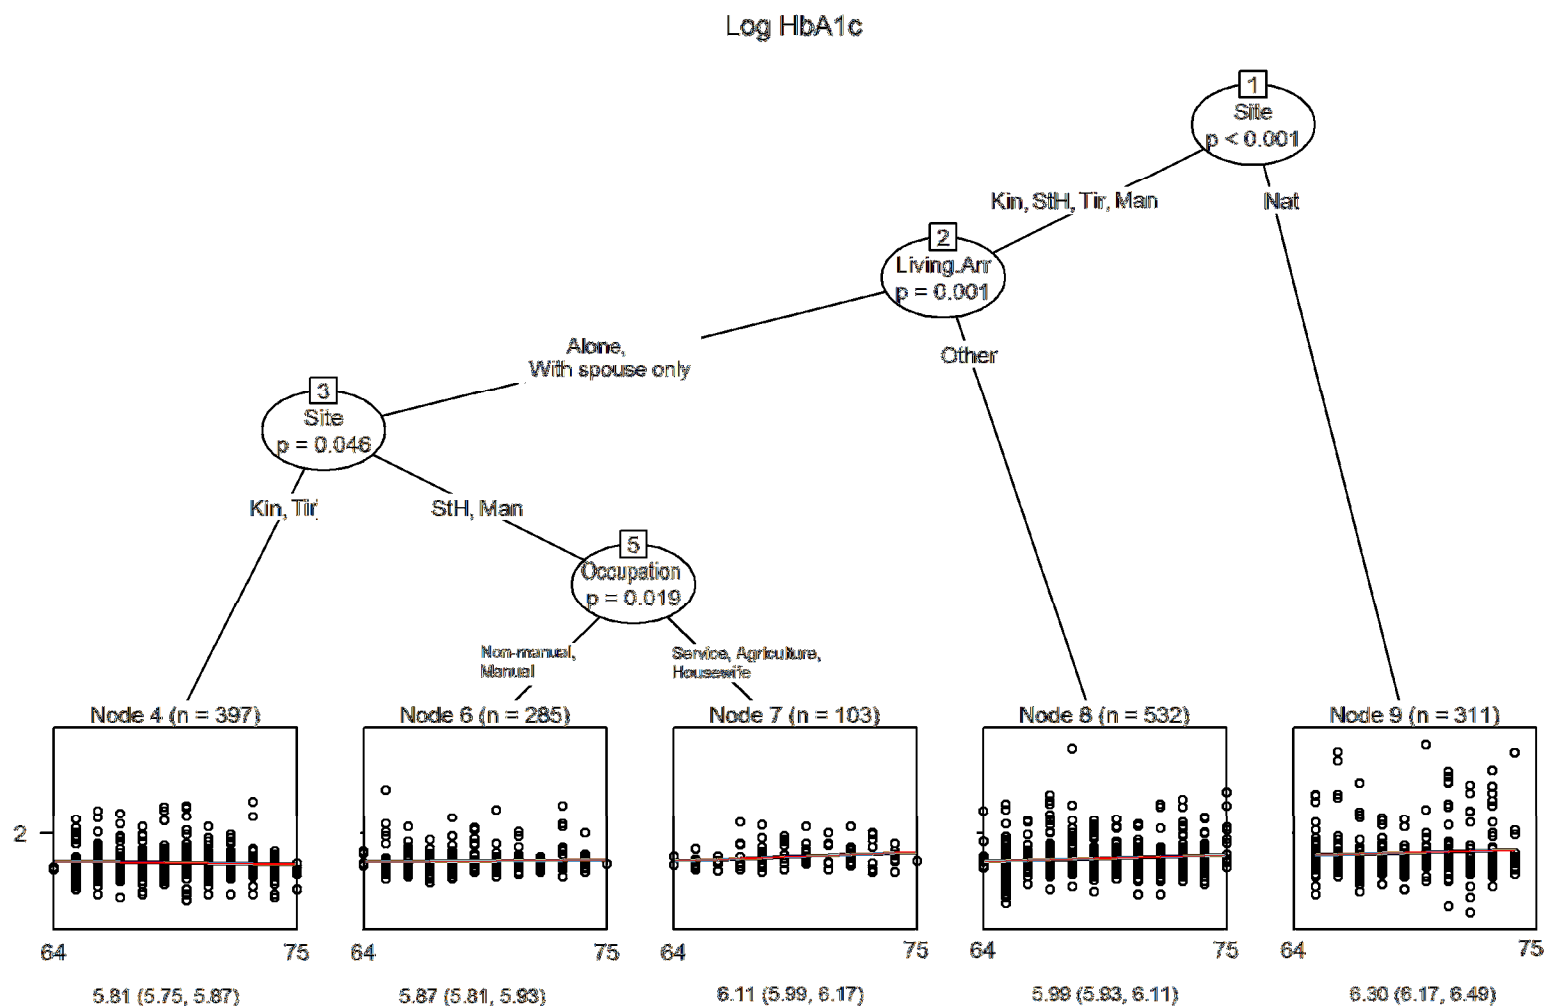 Log HbA1c
1
Site
p < 0.001
Kin, StH, Tir, Man
Nat
2
Living.Arr
p = 0.001
Alone,
With spouse only
Other
3
Site
p = 0.046
Kin, Tir
StH, Man
5
Occupation
p = 0.019
Non-manual,
Manual
Service, Agriculture,
Housewife
Node 4 (n = 397)
Node 6 (n = 285)
Node 7 (n = 103)
Node 8 (n = 532)
Node 9 (n = 311)
2
64 75
64 75
64 75
64 75
64 75
5.81 (5.75, 5.87)
5.87 (5.81, 5.93)
6.11 (5.99, 6.17)
5.99 (5.93, 6.11)
6.30 (6.17, 6.49)